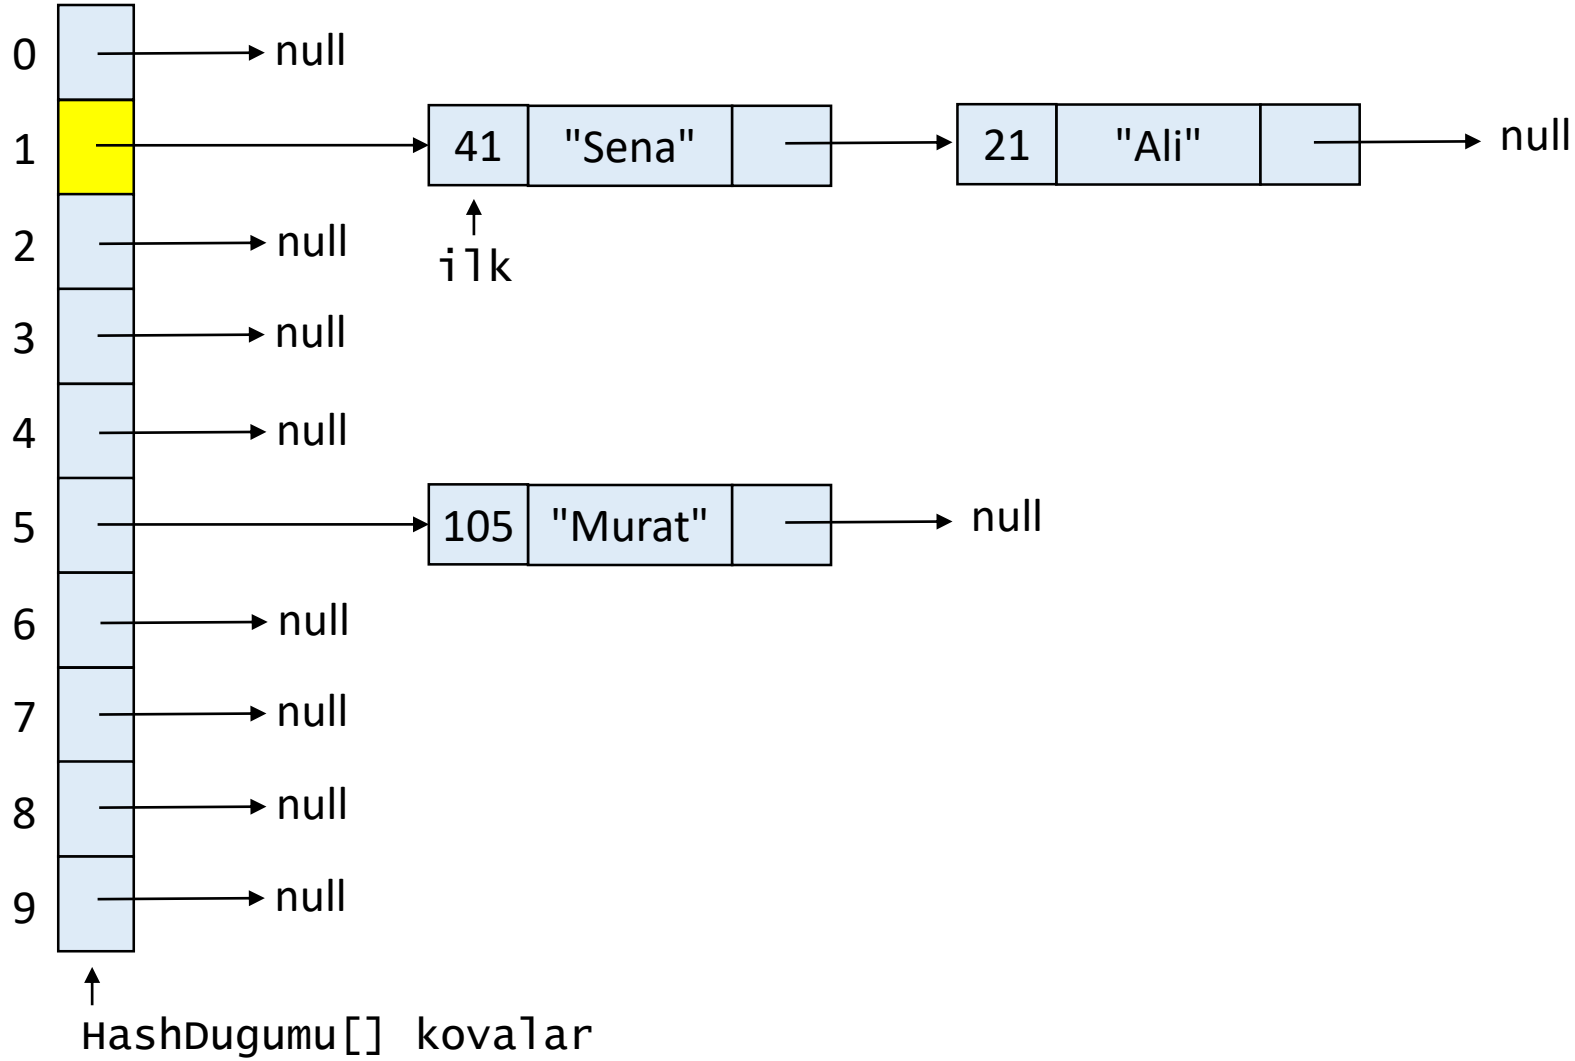 0 null
1 41 "Sena" 21 "Ali" null
ilk
2 null
3 null
4 null
5 105 "Murat" null
6 null
7 null
8 null
9 null
HashDugumu[] kovalar